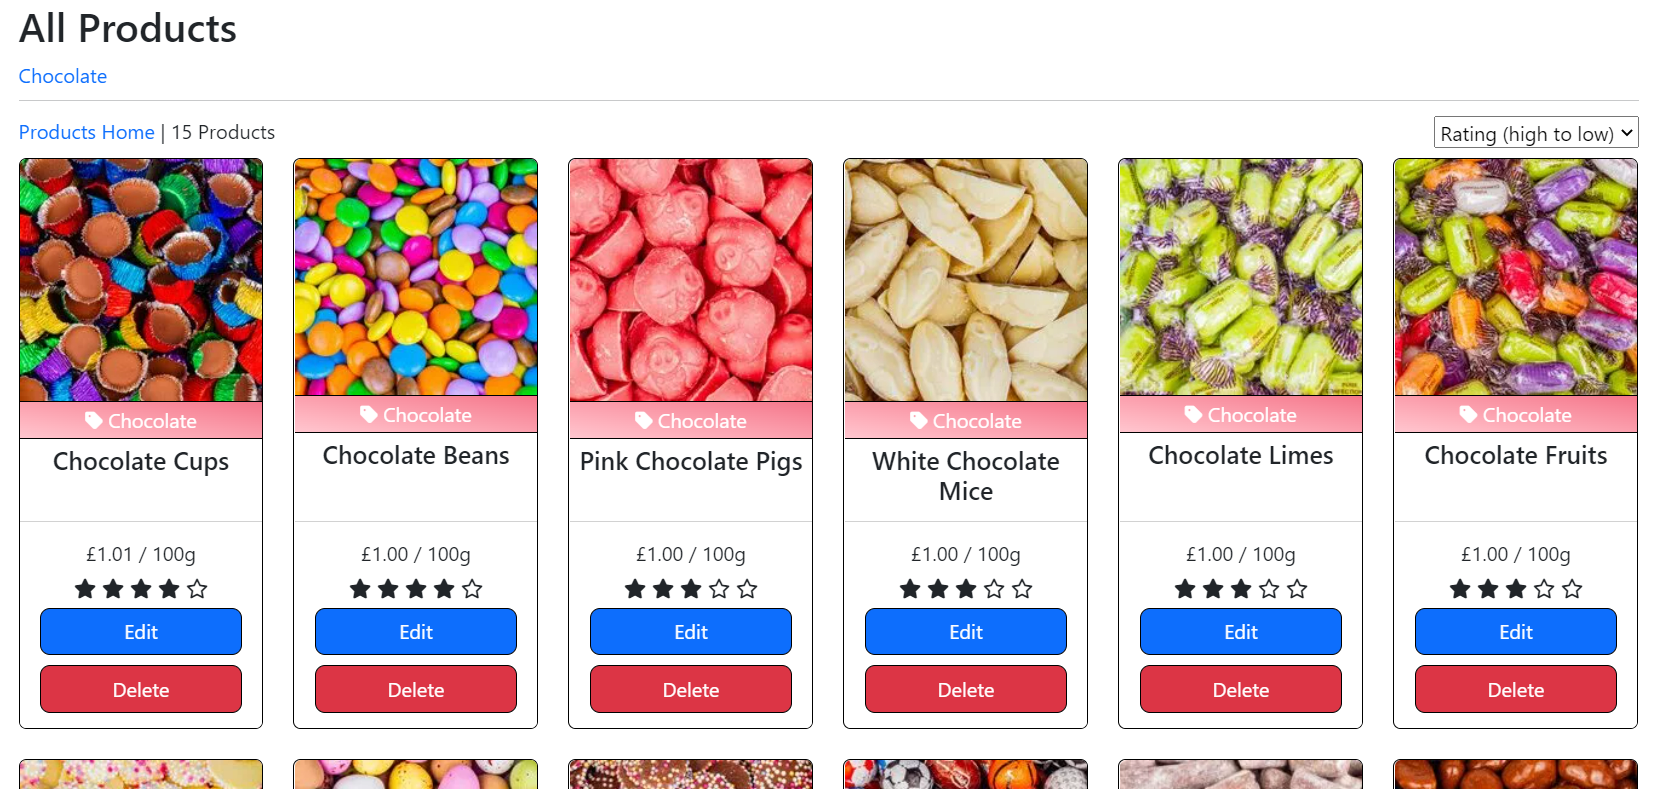 All Products
Chocolate
Products Home | 15 Products
Rating (high to low)
Chocolate
Chocolate Cups
£1.01 / 100g
Edit
Delete
Chocolate
Chocolate Beans
£1.00 / 100g
Edit
Delete
Chocolate
Pink Chocolate Pigs
£1.00 / 100g
Edit
Delete
Chocolate
White Chocolate
Mice
£1.00 / 100g
Edit
Delete
Chocolate
Chocolate Limes
£1.00 / 100g
Edit
Delete
Chocolate
Chocolate Fruits
£1.00 / 100g
Edit
Delete